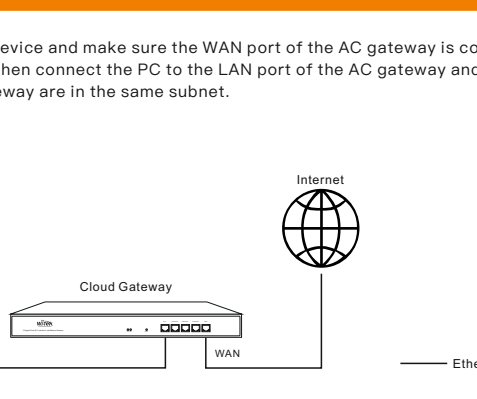 evice and make sure the WAN port of the AC gateway is co
hen connect the PC to the LAN port of the AC gateway and
eway are in the same subnet.
Internet
Cloud Gateway
WAN
Ethe